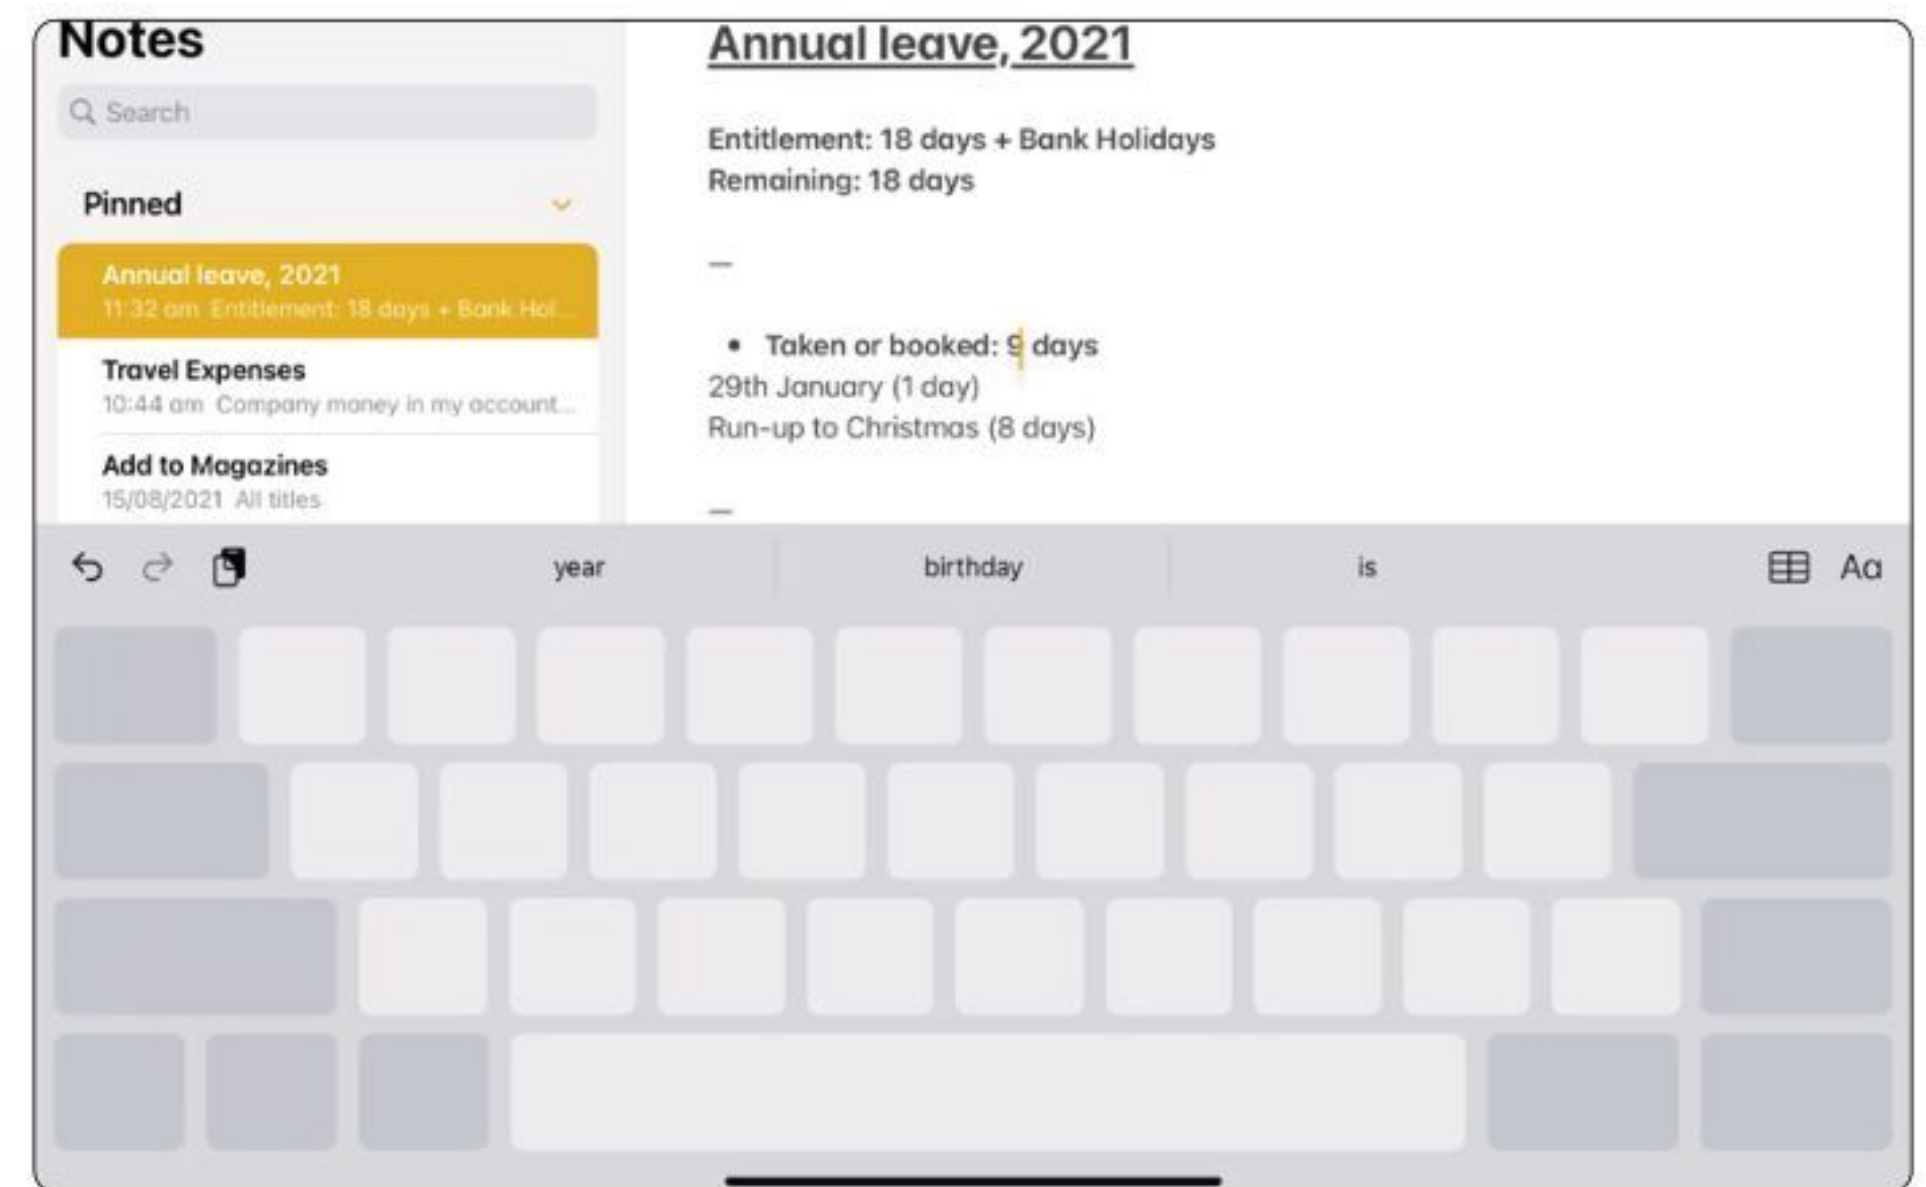 Notes
Search
Pinned
Annual leave, 2021
11:32 am Entitlement: 18 days + Bank Hol...
Travel Expenses
10:44 am Company money in my account...
Add to Magazines
15/08/2021 All titles
Annual leave, 2021
Entitlement: 18 days + Bank Holidays
Remaining: 18 days
—
• Taken or booked: 9 days
29th January (1 day)
Run-up to Christmas (8 days)
—
year birthday is
Aa